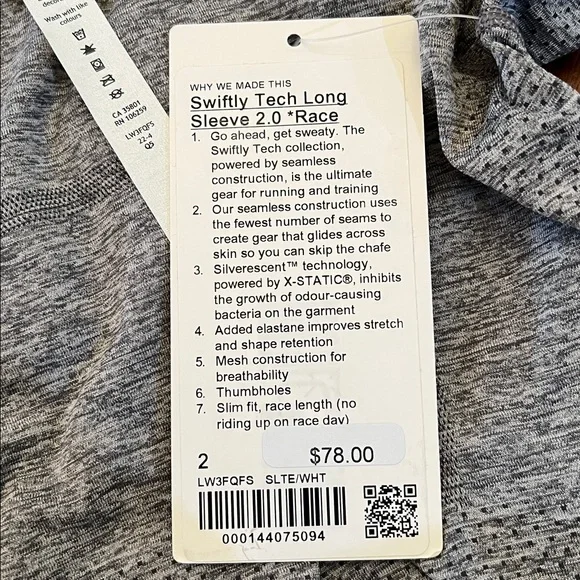 decor
Wash with like
colours
CA 35801
RN 106259
LW3FQFS
22-4
QS
WHY WE MADE THIS
Swiftly Tech Long
Sleeve 2.0 *Race
1. Go ahead, get sweaty. The
Swiftly Tech collection,
powered by seamless
construction, is the ultimate
gear for running and training
2. Our seamless construction uses
the fewest number of seams to
create gear that glides across
skin so you can skip the chafe
3. Silverescent™ technology,
powered by X-STATIC®, inhibits
the growth of odour-causing
bacteria on the garment
4. Added elastane improves stretch
and shape retention
5. Mesh construction for
breathability
6. Thumbholes
7. Slim fit, race length (no
riding up on race day)
2 $78.00
LW3FQFS SLTE/WHT
000144075094